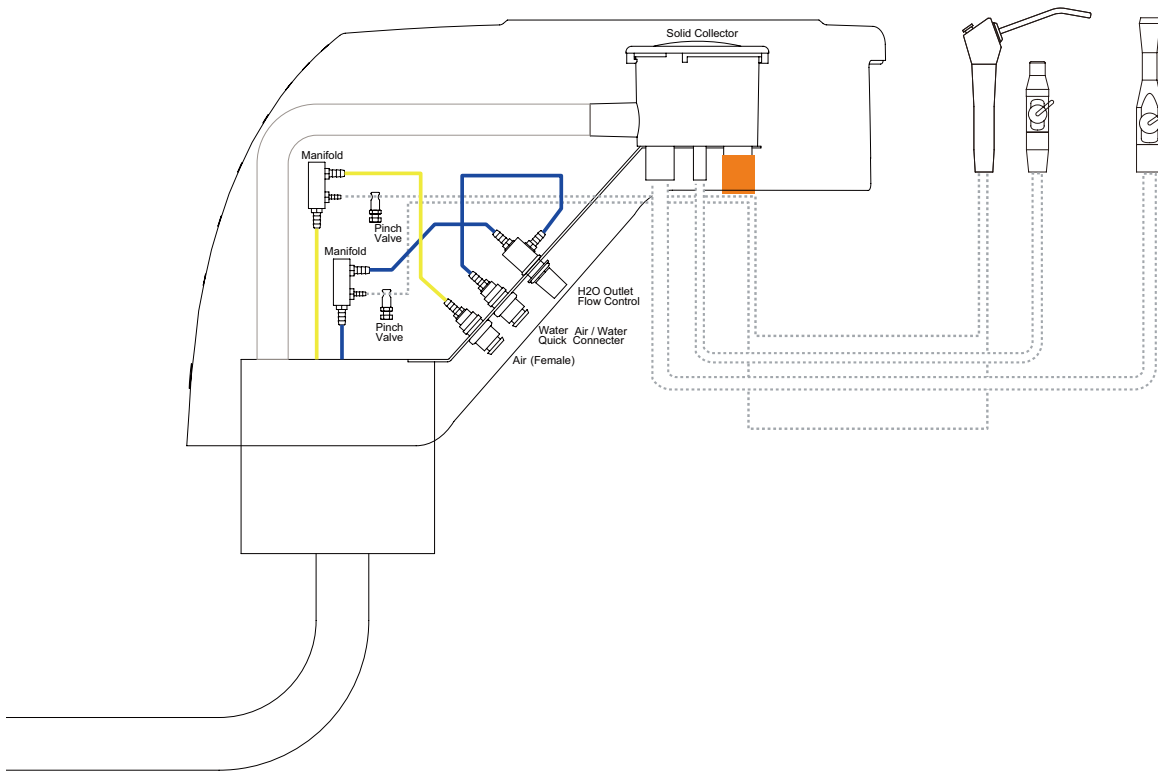 Solid Collector
Manifold
Pinch
Valve
Manifold
H2O Outlet
Flow Control
Pinch
Valve
Water Air / Water
Quick Connecter
Air (Female)